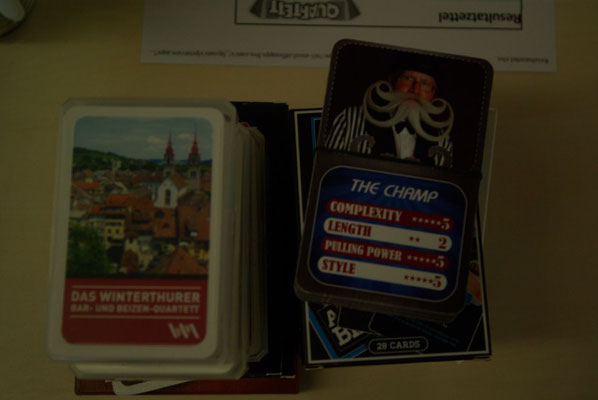 QUARTETT
Resultatzettel
DAS WINTERTHURER
BAR- UND BEIZEN-QUARTETT
THE CHAMP
COMPLEXITY ★★★★★ 5
LENGTH ★★ 2
PULLING POWER ★★★★★ 5
STYLE ★★★★★ 5
28 CARDS